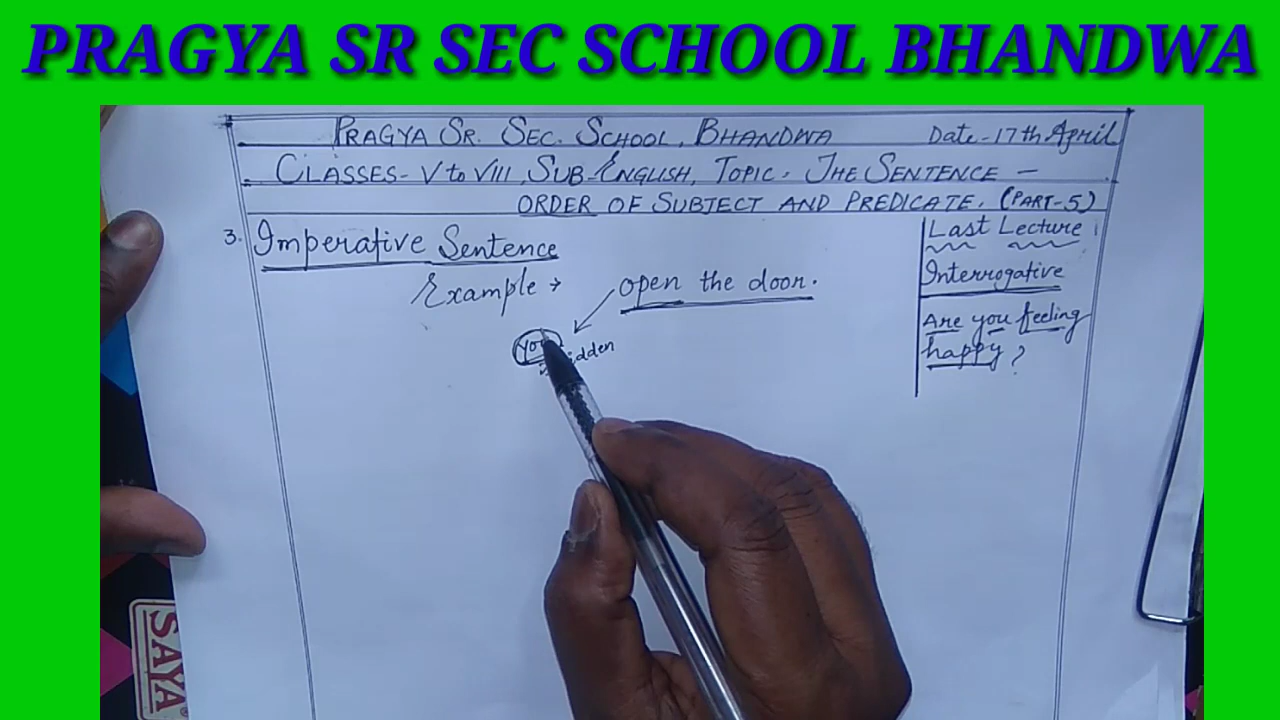 PRAGYA SR SEC SCHOOL BHANDWA
PRAGYA SR. SEC. SCHOOL, BHANDWA Date-17th April
CLASSES- V to VIII, SUB-ENGLISH, TOPIC- THE SENTENCE -
ORDER OF SUBJECT AND PREDICATE. (PART-5)
3. Imperative Sentence
Last Lecture
Interrogative
Example → open the door.
Are you feeling
happy?
you
SAYA